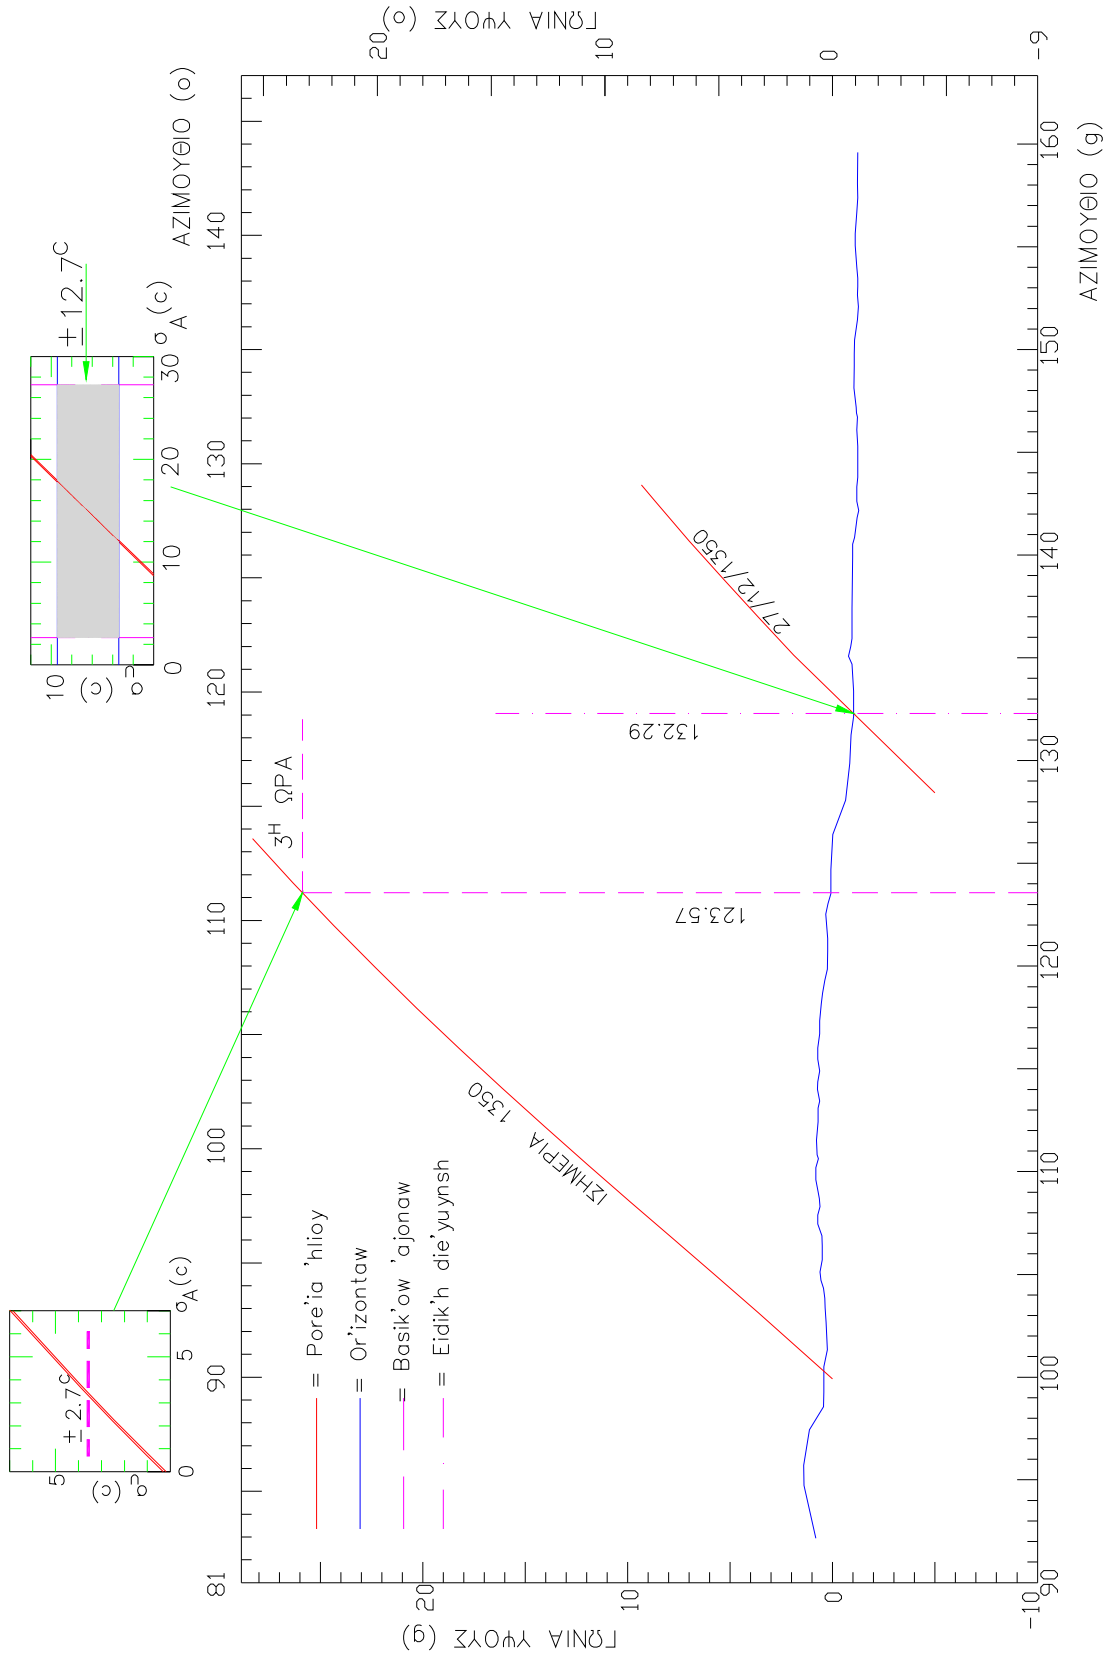 ΑΖΙΜΟΥΘΙΟ (o)
81
90
100
110
120
130
140
ΓΩΝΙΑ ΥΨΟΥΣ (g)
20
10
0
-10
ΓΩΝΙΑ ΥΨΟΥΣ (o)
20
10
0
-9
90
100
110
120
130
140
150
160
ΑΖΙΜΟΥΘΙΟ (g)
± 2.7c
5
(c)
0
5
σA(c)
± 12.7c
10
(c)
0
10
20
30
σA(c)
3Η ΩΡΑ
ΙΣΗΜΕΡΙΑ 1350
27/12/1350
123.57
132.29
= Pore'ia 'hlioy
= Or'izontaw
= Basik'ow 'ajonaw
= Eidik'h die'yuynsh